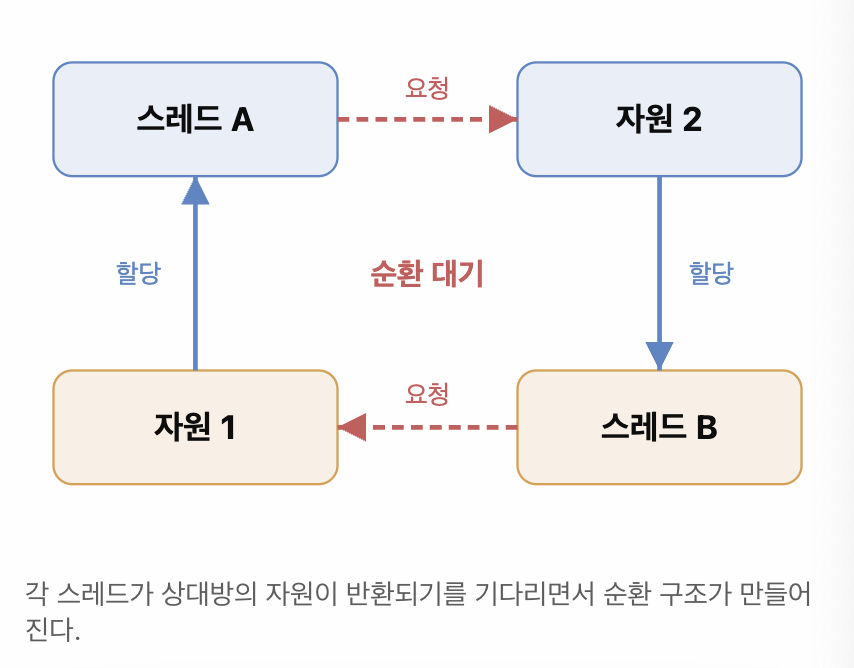 요청
스레드 A
자원 2
할당
순환 대기
할당
요청
자원 1
스레드 B
각 스레드가 상대방의 자원이 반환되기를 기다리면서 순환 구조가 만들어
진다.